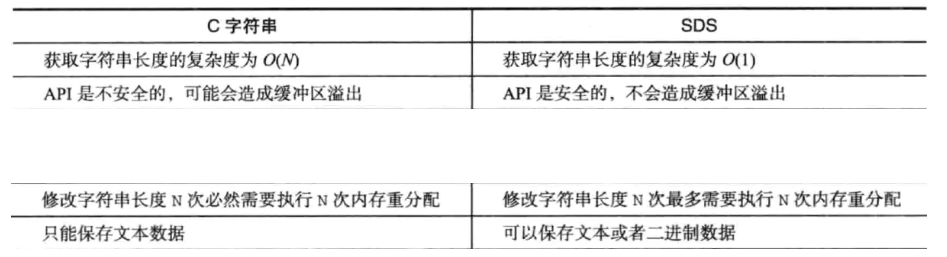 C 字符串 SDS
获取字符串长度的复杂度为 O(N) 获取字符串长度的复杂度为 O(1)
API 是不安全的，可能会造成缓冲区溢出 API 是安全的，不会造成缓冲区溢出
修改字符串长度 N 次必然需要执行 N 次内存重分配 修改字符串长度 N 次最多需要执行 N 次内存重分配
只能保存文本数据 可以保存文本或者二进制数据